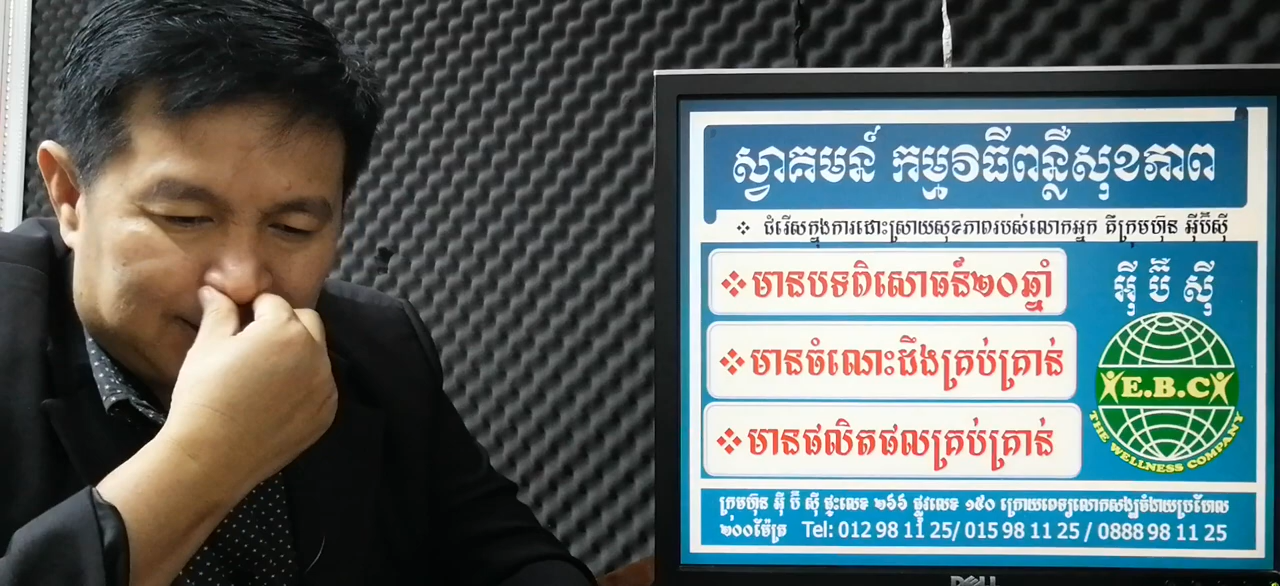 ស្វាគមន៍ កម្មវិធីពន្លឺសុខភាព
❖ ជំរើសក្នុងការដោះស្រាយសុខភាពរបស់លោកអ្នក គឺក្រុមហ៊ុន អ៊ីប៊ីស៊ី
❖មានបទពិសោធន៍២០ឆ្នាំ
អ៊ី ប៊ី ស៊ី
❖មានចំណេះដឹងគ្រប់គ្រាន់
❖មានផលិតផលគ្រប់គ្រាន់
E.B.C
THE WELLNESS COMPANY
ក្រុមហ៊ុន អ៊ី ប៊ី ស៊ី ផ្ទះលេខ ២៦៦ ផ្លូវលេខ ១៩០ ក្រោយពេទ្យលោកសង្ឃចំងាយប្រហែល
២០០ម៉ែត្រ Tel: 012 98 11 25/ 015 98 11 25 / 0888 98 11 25
DELL